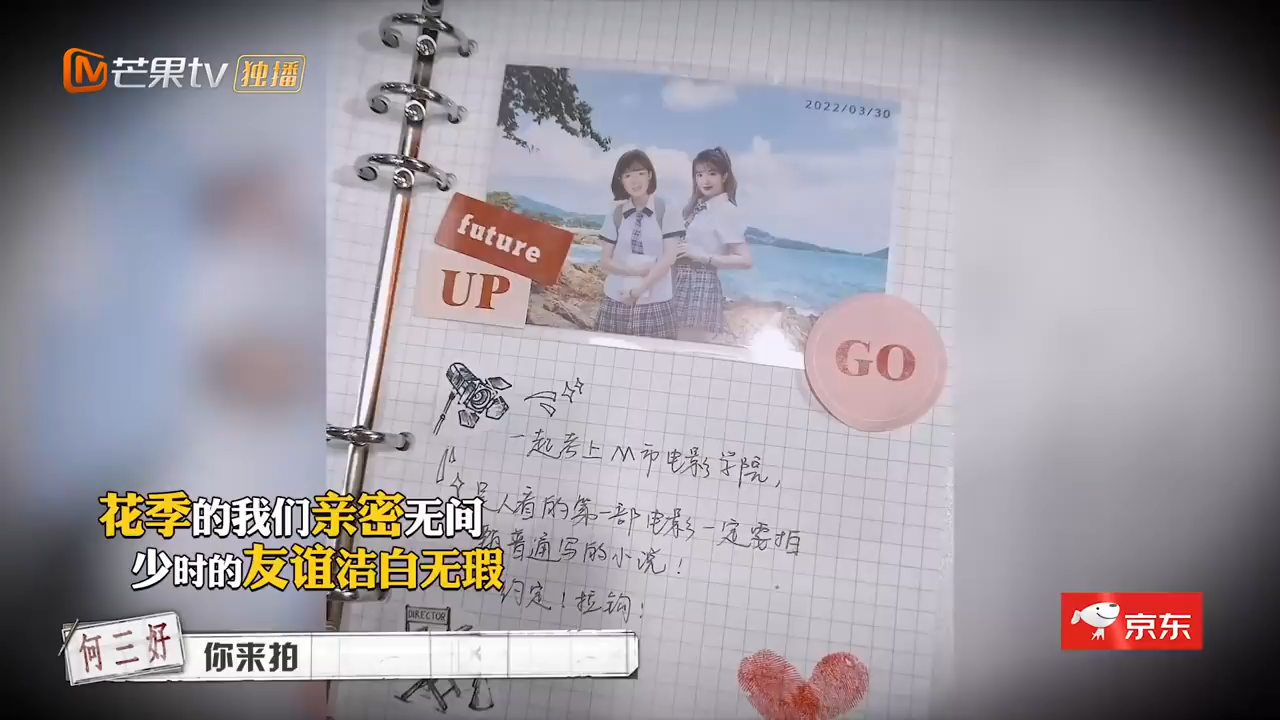 芒果tv 独播
2022/03/30
future
UP
GO
一起考上M市电影学院，
人看的第一部电影一定要拍
普通写的小说！
约定！拉钩！
花季的我们亲密无间
少时的友谊洁白无瑕
DIRECTOR
何三好
你来拍
京东